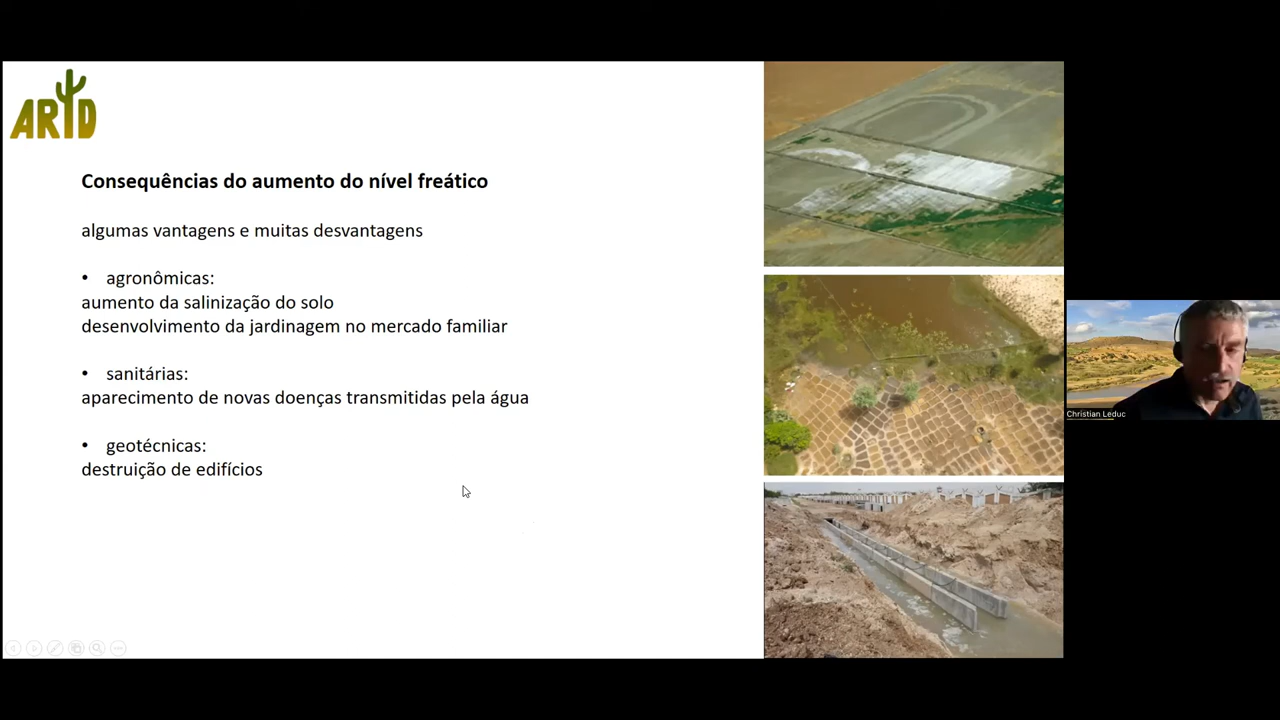 ARID
Consequências do aumento do nível freático
algumas vantagens e muitas desvantagens
• agronômicas:
aumento da salinização do solo
desenvolvimento da jardinagem no mercado familiar
• sanitárias:
aparecimento de novas doenças transmitidas pela água
• geotécnicas:
destruição de edifícios
Christian Leduc